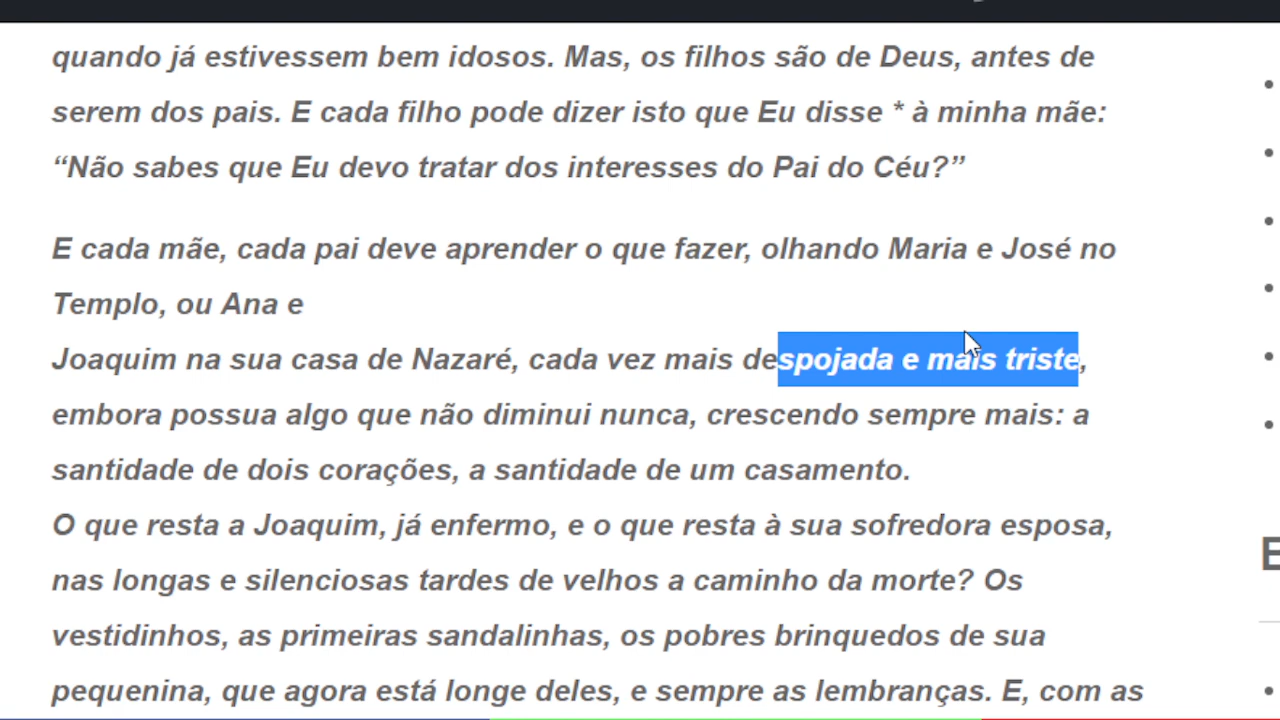 quando já estivessem bem idosos. Mas, os filhos são de Deus, antes de
serem dos pais. E cada filho pode dizer isto que Eu disse * à minha mãe:
“Não sabes que Eu devo tratar dos interesses do Pai do Céu?”
E cada mãe, cada pai deve aprender o que fazer, olhando Maria e José no
Templo, ou Ana e
Joaquim na sua casa de Nazaré, cada vez mais despojada e mais triste,
embora possua algo que não diminui nunca, crescendo sempre mais: a
santidade de dois corações, a santidade de um casamento.
O que resta a Joaquim, já enfermo, e o que resta à sua sofredora esposa,
nas longas e silenciosas tardes de velhos a caminho da morte? Os
vestidinhos, as primeiras sandalinhas, os pobres brinquedos de sua
pequenina, que agora está longe deles, e sempre as lembranças. E, com as